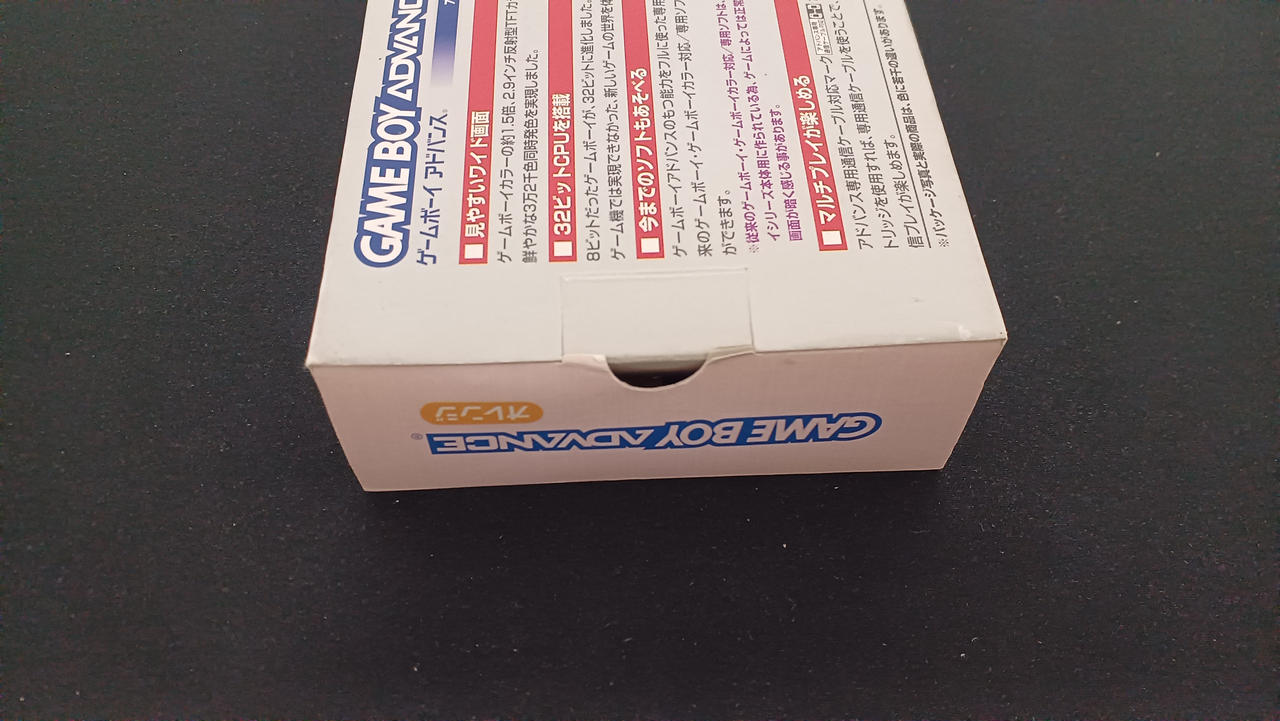 GAME BOY ADVANC
ゲームボーイ アドバンス®
■ 見やすいワイド画面
ゲームボーイカラーの約1.5倍、2.9インチ反射型TFTカ
鮮やかな3万2千色同時発色を実現しました。
■ 32ビットCPUを搭載
8ビットだったゲームボーイが、32ビットに進化しました。
ゲーム機では実現できなかった、新しいゲームの世界を体
■ 今までのソフトもあそべる
ゲームボーイアドバンスのもつ能力をフルに使った専用
来のゲームボーイ・ゲームボーイカラー対応/専用ソフ
ができます。
※従来のゲームボーイ・ゲームボーイカラー対応/専用ソフトは、
イシリーズ本体用に作られている為、ゲームによっては正常
画面が暗く感じる事があります。
■ マルチプレイが楽しめる
アドバンス専用通信ケーブル対応マーク を使うことで、
トリッジを使用すれば、専用通信ケーブルを使うことで、
信プレイが楽しめます。
※パッケージ写真と実際の商品は、色に若干の違いがあります。
オレンジ
GAME BOY ADVANCE®